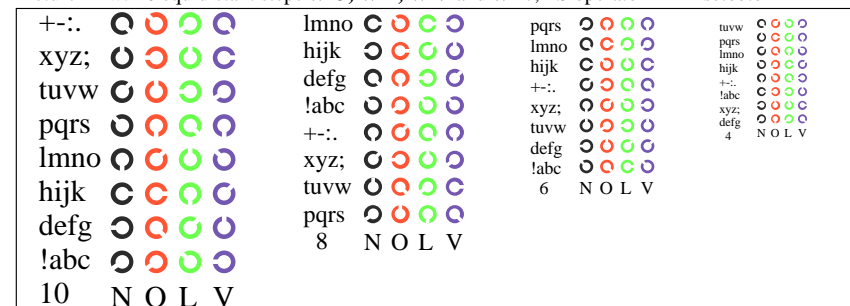 +-:.
xyz;
tuvw
pqrs
lmno
hijk
defg
!abc
10 N O L V
lmno
hijk
defg
!abc
+-:.
xyz;
tuvw
pqrs
8 N O L V
pqrs
lmno
hijk
+-:.
xyz;
tuvw
defg
!abc
6 N O L V
tuvw
pqrs
lmno
hijk
+-:.
!abc
xyz;
defg
4 N O L V